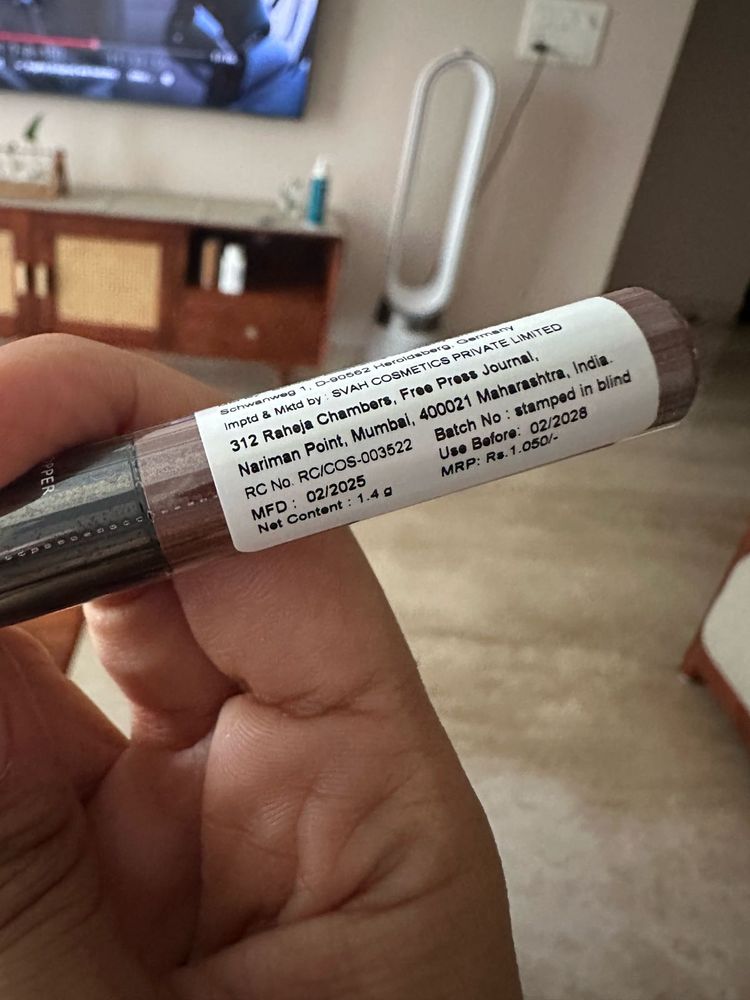 PPER
Schwanweg 1, D-90562 Heroldsberg, Germany
Imptd & Mktd by : SVAH COSMETICS PRIVATE LIMITED
312 Raheja Chambers, Free Press Journal,
Nariman Point, Mumbai, 400021 Maharashtra, India.
RC No. RC/COS-003522 Batch No : stamped in blind
MFD : 02/2025 Use Before: 02/2028
Net Content : 1.4 g MRP: Rs.1.050/-